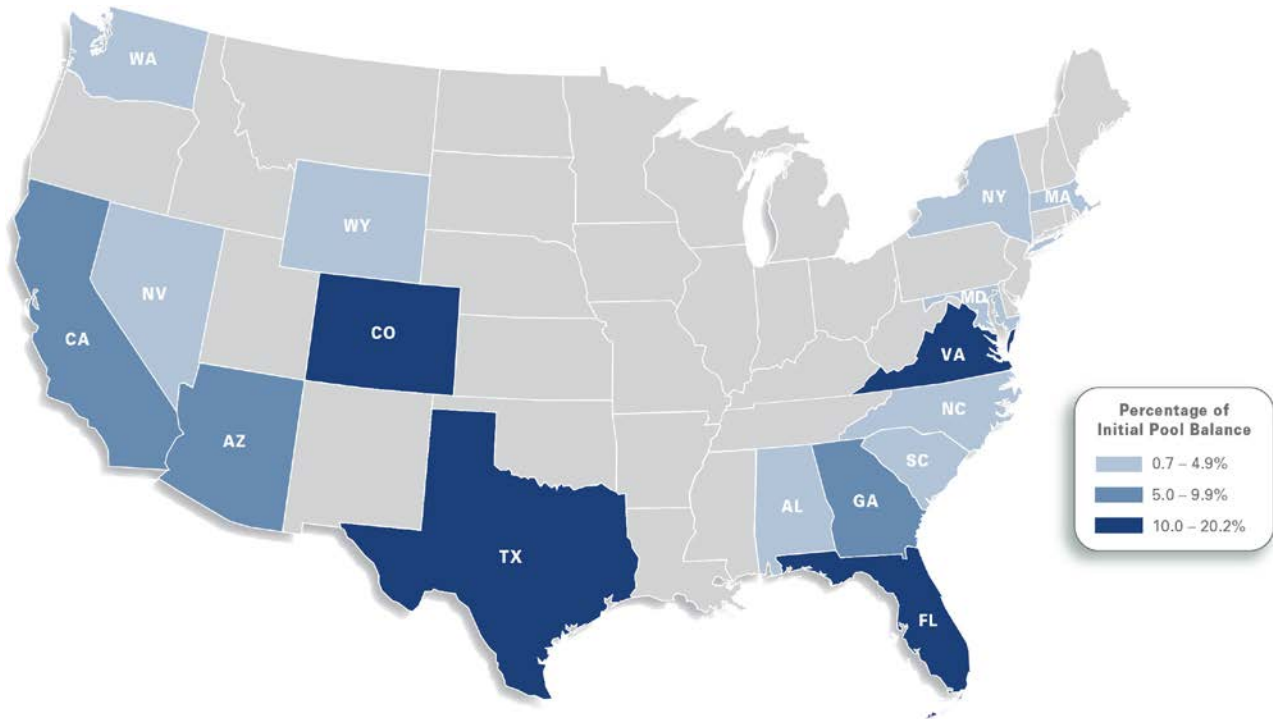 WA
NY
MA
WY
NV
MD
CO
CA
VA
NC
AZ
SC
AL
GA
TX
FL
Percentage of
Initial Pool Balance
0.7 – 4.9%
5.0 – 9.9%
10.0 – 20.2%